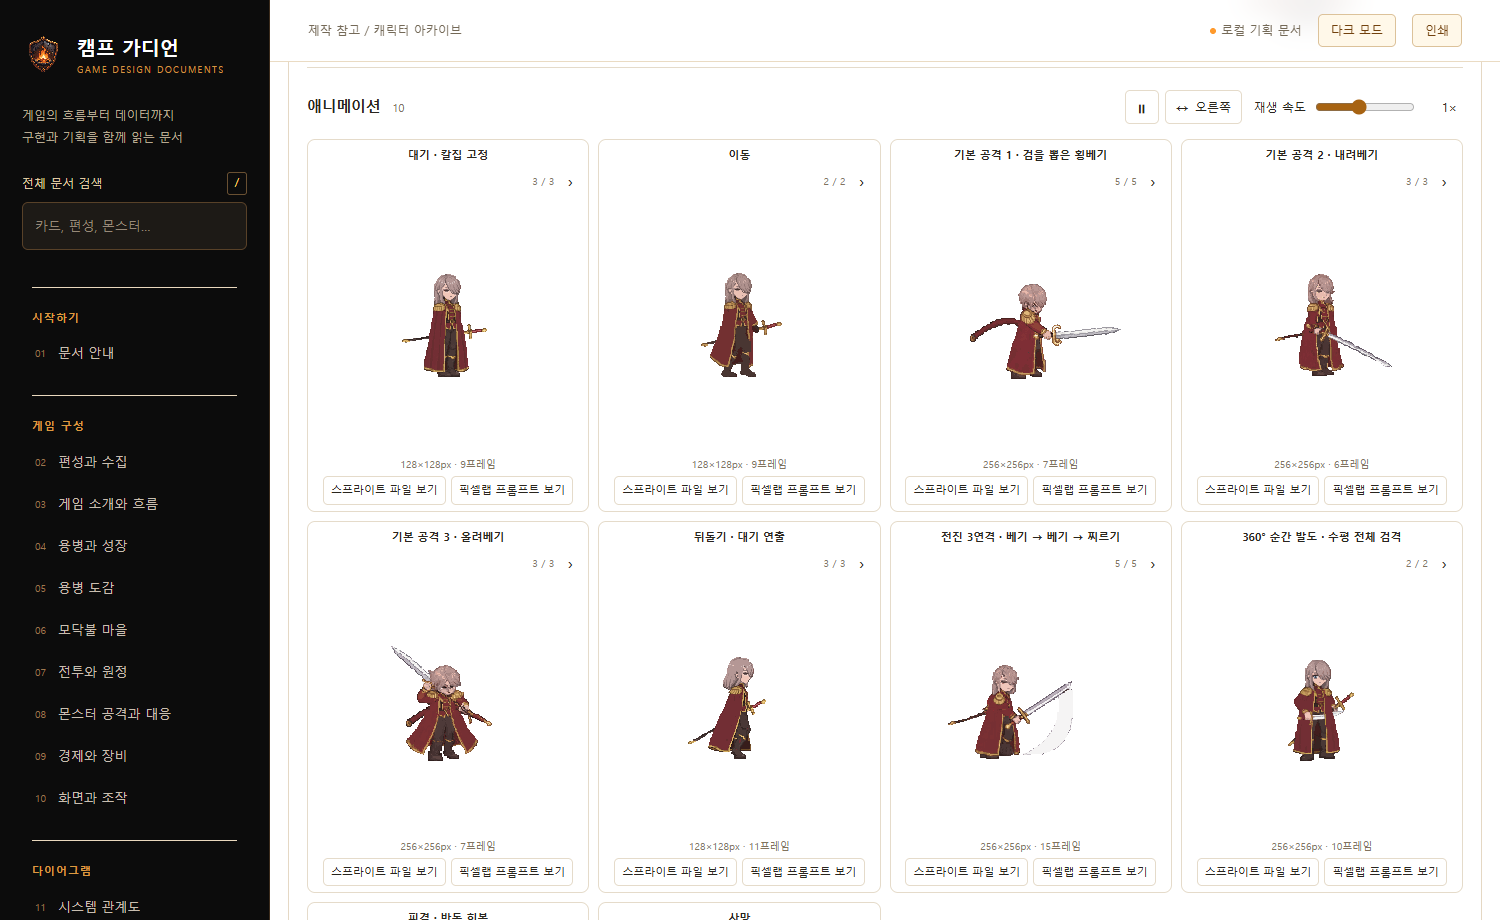 캠프 가디언
GAME DESIGN DOCUMENTS
게임의 흐름부터 데이터까지
구현과 기획을 함께 읽는 문서
전체 문서 검색 /
카드, 편성, 몬스터...
시작하기
01 문서 안내
게임 구성
02 편성과 수집
03 게임 소개와 흐름
04 용병과 성장
05 용병 도감
06 모닥불 마을
07 전투와 원정
08 몬스터 공격과 대응
09 경제와 장비
10 화면과 조작
다이어그램
11 시스템 관계도
제작 참고 / 캐릭터 아카이브
로컬 기획 문서
다크 모드
인쇄
애니메이션 10
↔ 오른쪽
재생 속도
1×
대기 · 칼집 고정
3 / 3 ›
128×128px · 9프레임
스프라이트 파일 보기
픽셀랩 프롬프트 보기
이동
2 / 2 ›
128×128px · 9프레임
스프라이트 파일 보기
픽셀랩 프롬프트 보기
기본 공격 1 · 검을 뽑은 횡베기
5 / 5 ›
256×256px · 7프레임
스프라이트 파일 보기
픽셀랩 프롬프트 보기
기본 공격 2 · 내려베기
3 / 3 ›
256×256px · 6프레임
스프라이트 파일 보기
픽셀랩 프롬프트 보기
기본 공격 3 · 올려베기
3 / 3 ›
256×256px · 7프레임
스프라이트 파일 보기
픽셀랩 프롬프트 보기
뒤돌기 · 대기 연출
3 / 3 ›
128×128px · 11프레임
스프라이트 파일 보기
픽셀랩 프롬프트 보기
전진 3연격 · 베기 → 베기 → 찌르기
5 / 5 ›
256×256px · 15프레임
스프라이트 파일 보기
픽셀랩 프롬프트 보기
360° 순간 발도 · 수평 전체 검격
2 / 2 ›
256×256px · 10프레임
스프라이트 파일 보기
픽셀랩 프롬프트 보기
피격 · 반동 회복
사망